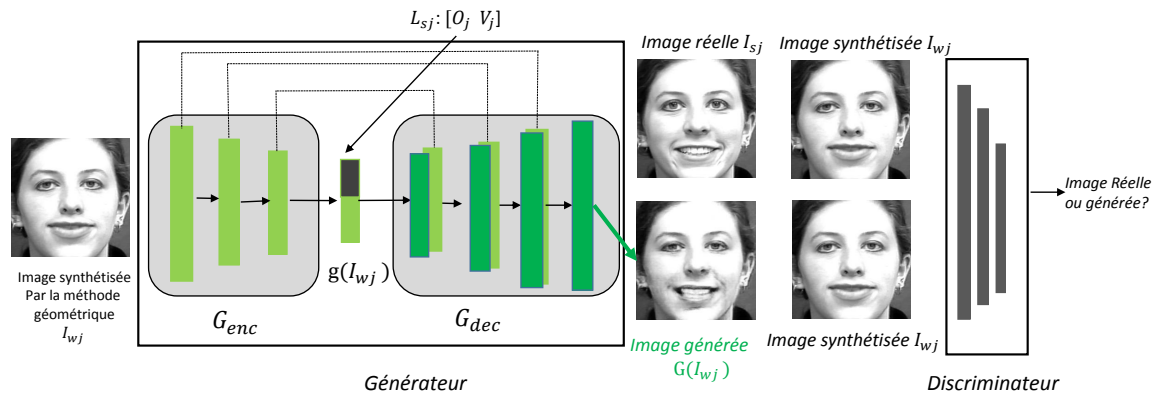 L_sj: [O_j V_j]
Image réelle I_sj
Image synthétisée I_wj
Image synthétisée
Par la méthode
géométrique
I_wj
g(I_wj)
G_enc
G_dec
Image Réelle
ou générée?
Image générée
G(I_wj)
Image synthétisée I_wj
Générateur
Discriminateur